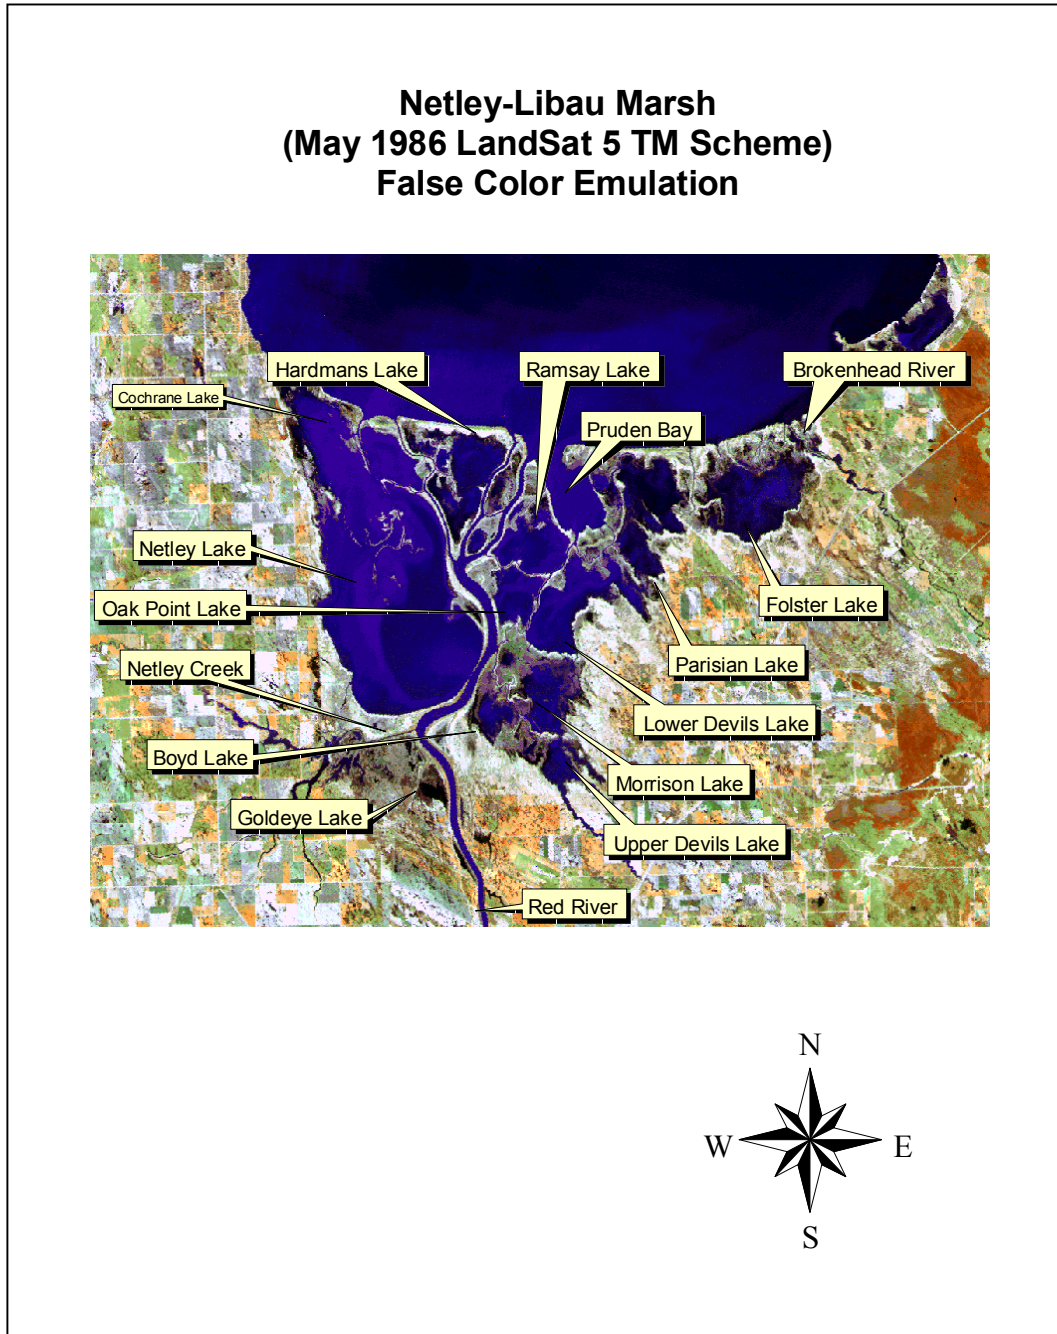 Netley-Libau Marsh
(May 1986 LandSat 5 TM Scheme)
False Color Emulation
Hardmans Lake
Ramsay Lake
Brokenhead River
Cochrane Lake
Pruden Bay
Netley Lake
Oak Point Lake
Folster Lake
Netley Creek
Parisian Lake
Lower Devils Lake
Boyd Lake
Morrison Lake
Goldeye Lake
Upper Devils Lake
Red River
N
W
E
S